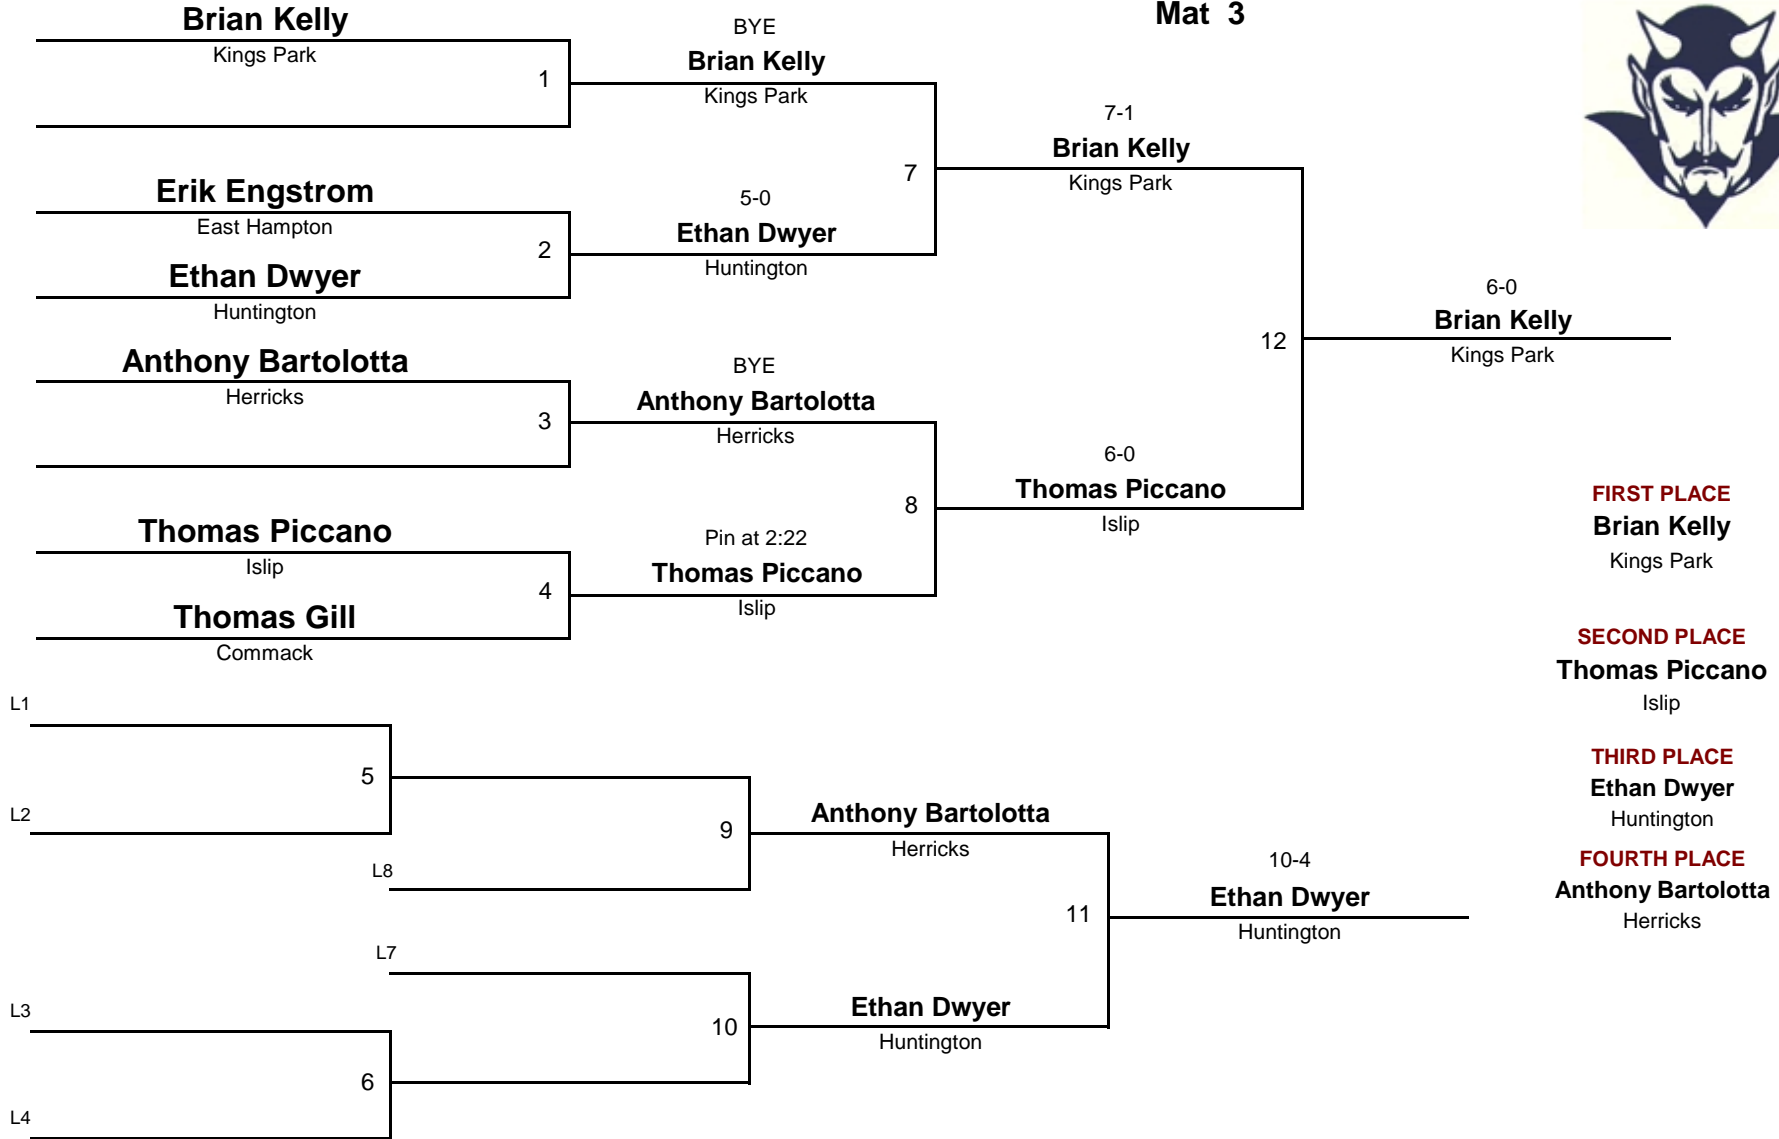 Mat 3
Brian Kelly
Kings Park
1
Erik Engstrom
East Hampton
2
Ethan Dwyer
Huntington
Anthony Bartolotta
Herricks
3
Thomas Piccano
Islip
4
Thomas Gill
Commack
BYE
Brian Kelly
Kings Park
7
5-0
Ethan Dwyer
Huntington
BYE
Anthony Bartolotta
Herricks
8
Pin at 2:22
Thomas Piccano
Islip
7-1
Brian Kelly
Kings Park
12
6-0
Thomas Piccano
Islip
6-0
Brian Kelly
Kings Park
L1
5
L2
9
L8
L7
10
L3
6
L4
Anthony Bartolotta
Herricks
11
Ethan Dwyer
Huntington
10-4
Ethan Dwyer
Huntington
FIRST PLACE
Brian Kelly
Kings Park
SECOND PLACE
Thomas Piccano
Islip
THIRD PLACE
Ethan Dwyer
Huntington
FOURTH PLACE
Anthony Bartolotta
Herricks